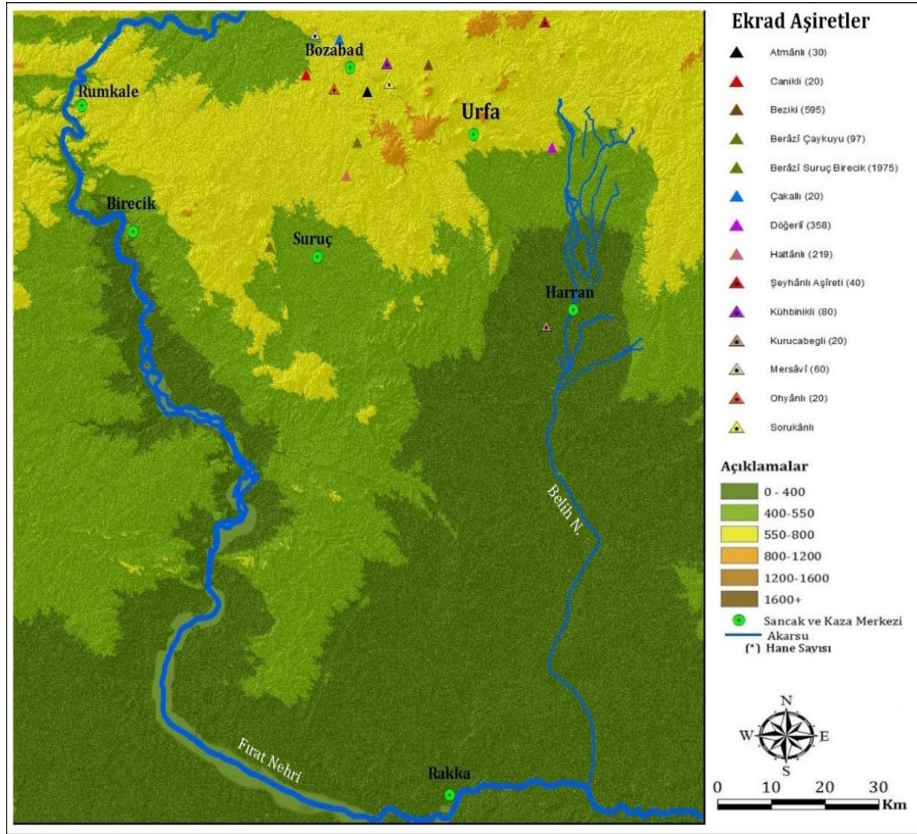 Bozabad
Rumkale
Urfa
Birecik
Suruç
Harran
Belih N.
Fırat Nehri
Rakka
Ekrad Aşiretler
Atmânlı (30)
Canikli (20)
Beziki (595)
Berâzî Çaykuyu (97)
Berâzî Suruç Birecik (1975)
Çakallı (20)
Döğerlî (358)
Haltânlı (219)
Şeyhânlı Aşîreti (40)
Kühbinikli (80)
Kurucabegli (20)
Mersâvî (60)
Ohyânlı (20)
Sorukânlı
Açıklamalar
0 - 400
400-550
550-800
800-1200
1200-1600
1600+
Sancak ve Kaza Merkezi
Akarsu
(*) Hane Sayısı
N
W E
S
0 10 20 30
Km